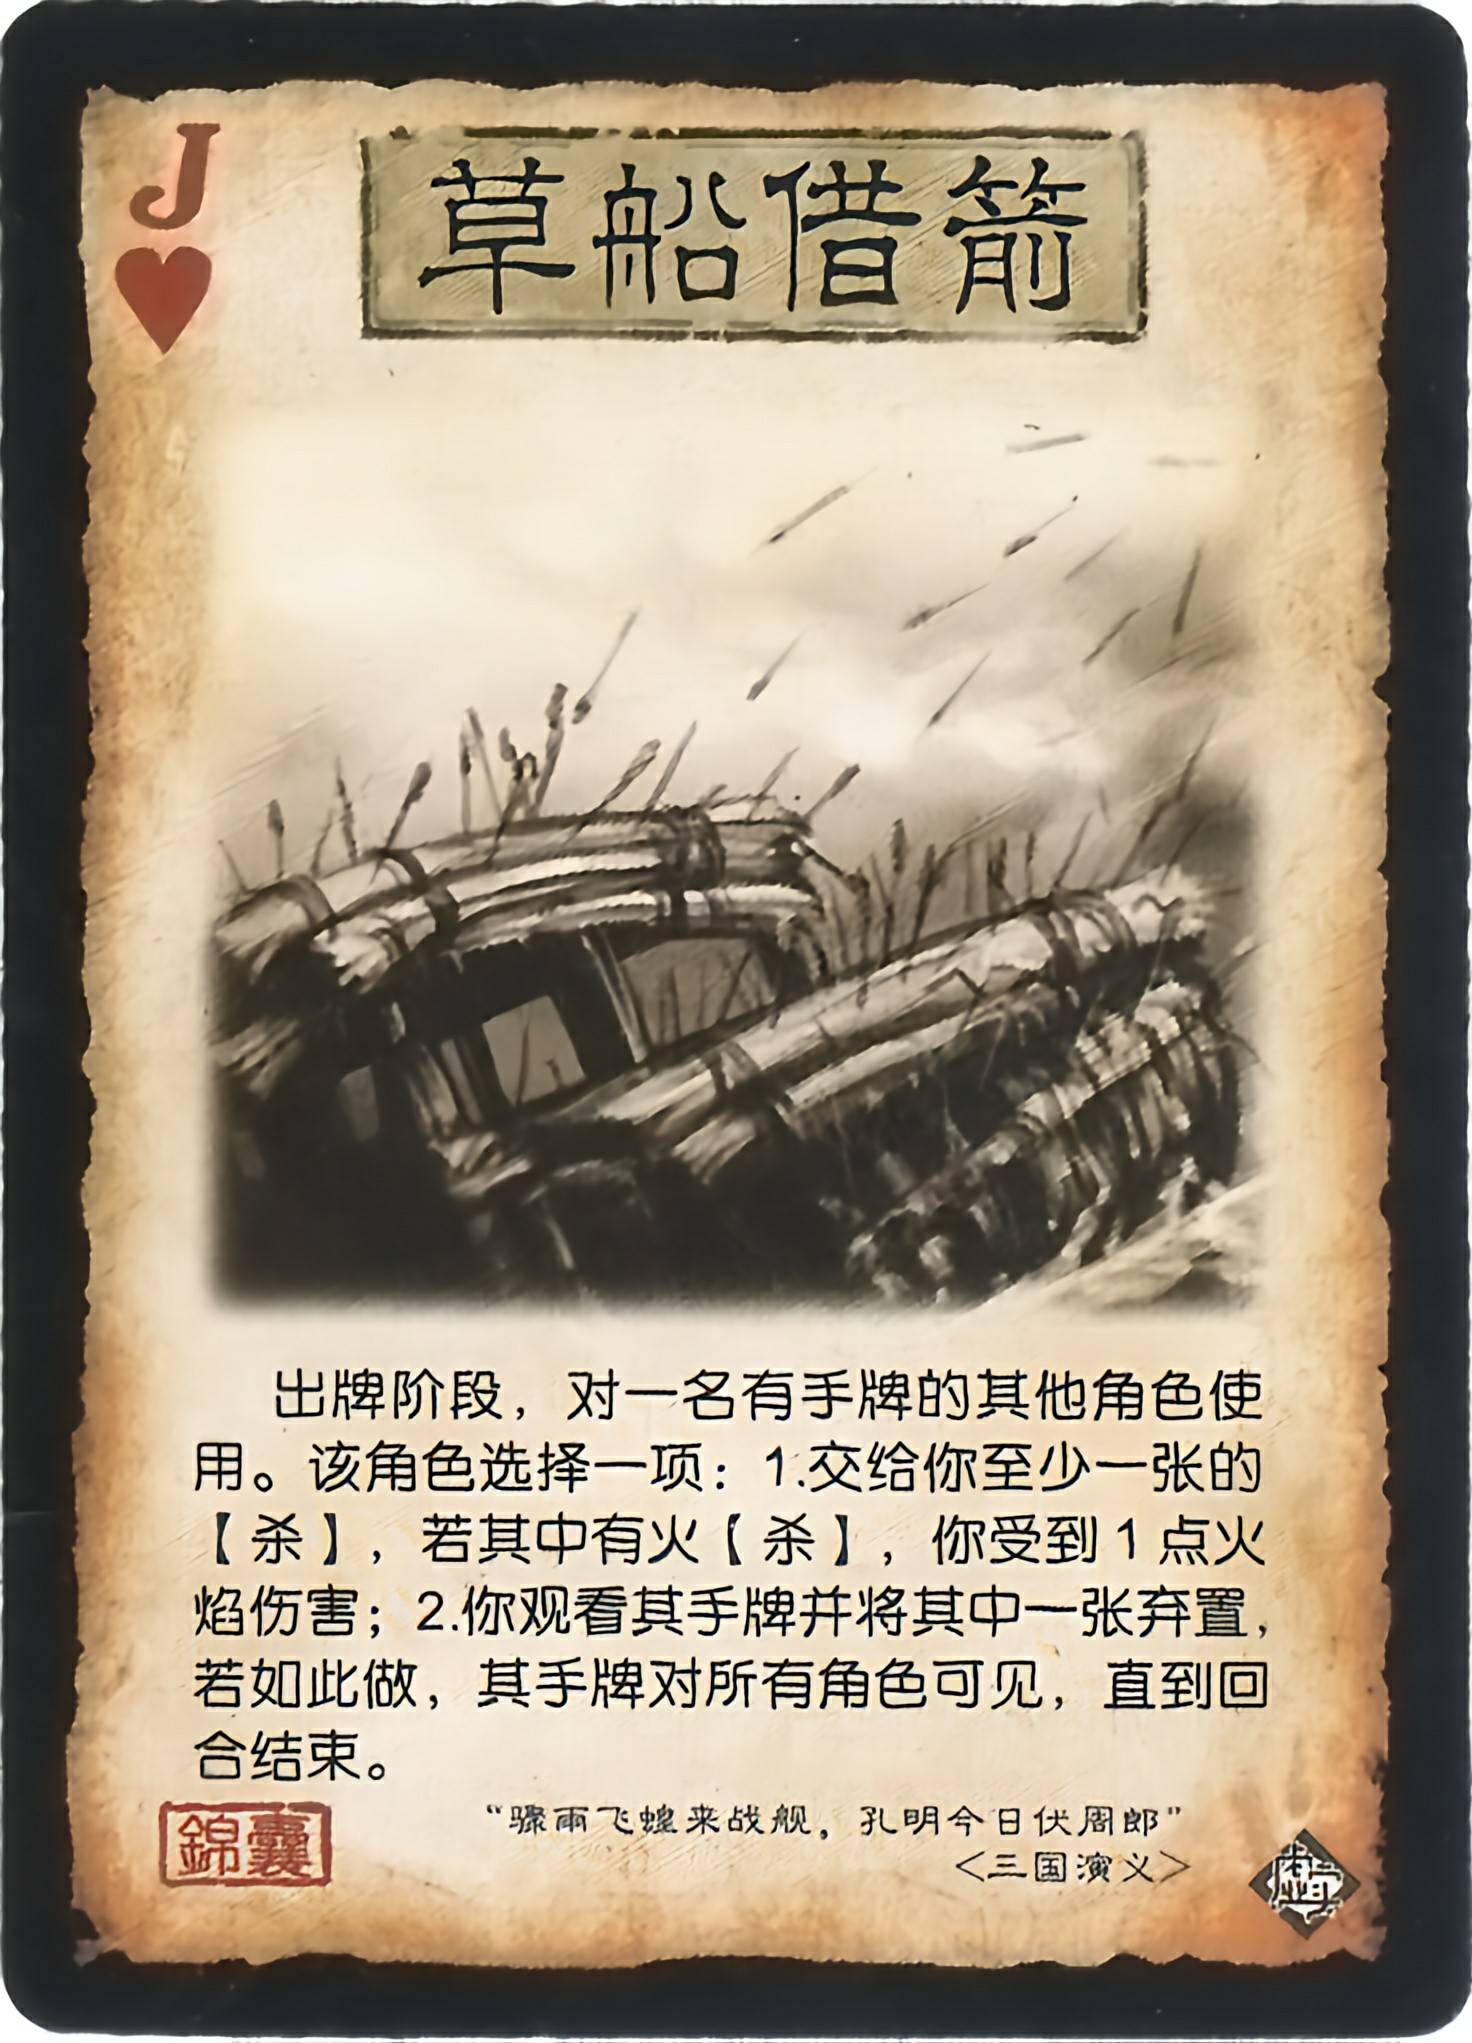 J
草船借箭
出牌阶段，对一名有手牌的其他角色使
用。该角色选择一项：1.交给你至少一张的
【杀】，若其中有火【杀】，你受到1点火
焰伤害；2.你观看其手牌并将其中一张弃置，
若如此做，其手牌对所有角色可见，直到回
合结束。
“骤雨飞蝗来战舰，孔明今日伏周郎”
<三国演义>
錦囊